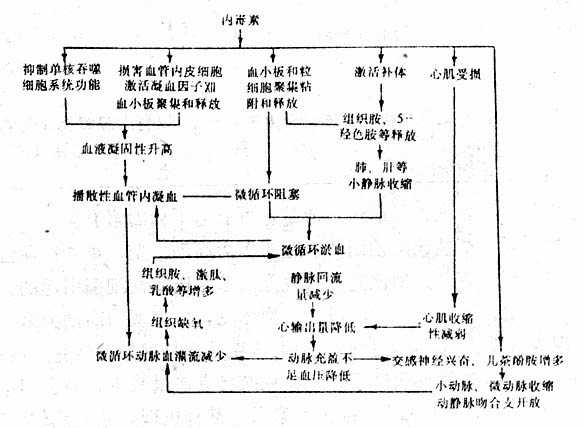 内毒素
抑制单核吞噬
细胞系统功能
损害血管内皮细胞
激活凝血因子XII
血小板聚集和释放
血小板和粒
细胞聚集粘
附和释放
激活补体
心肌受损
组织胺、5-
羟色胺等释放
血液凝固性升高
肺、肝等
小静脉收缩
播散性血管内凝血
微循环阻塞
微循环淤血
组织胺、激肽、
乳酸等增多
静脉回流
量减少
组织缺氧
心输出量降低
心肌收缩
性减弱
微循环动脉血灌流减少
动脉充盈不
足血压降低
交感神经兴奋、儿茶酚胺增多
小动脉、微动脉收缩
动静脉吻合支开放